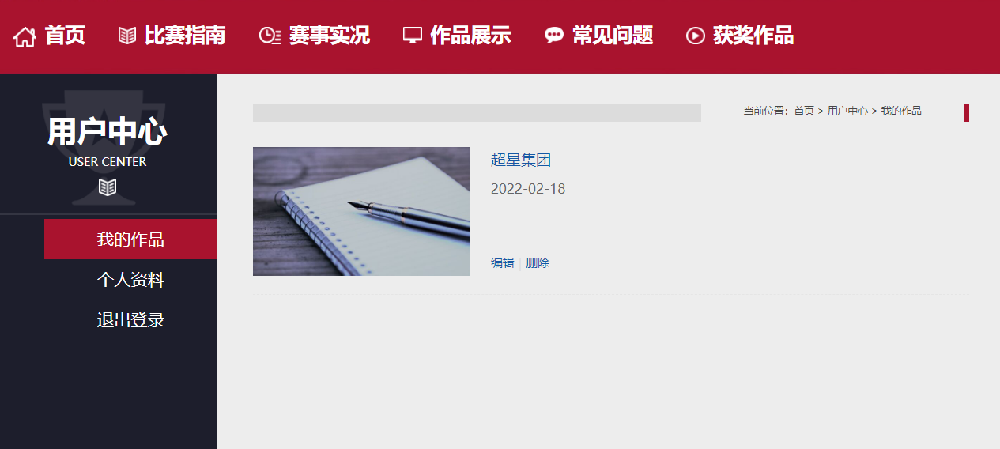 首页 比赛指南 赛事实况 作品展示 常见问题 获奖作品
用户中心
USER CENTER
我的作品
个人资料
退出登录
当前位置：首页 > 用户中心 > 我的作品
超星集团
2022-02-18
编辑 | 删除